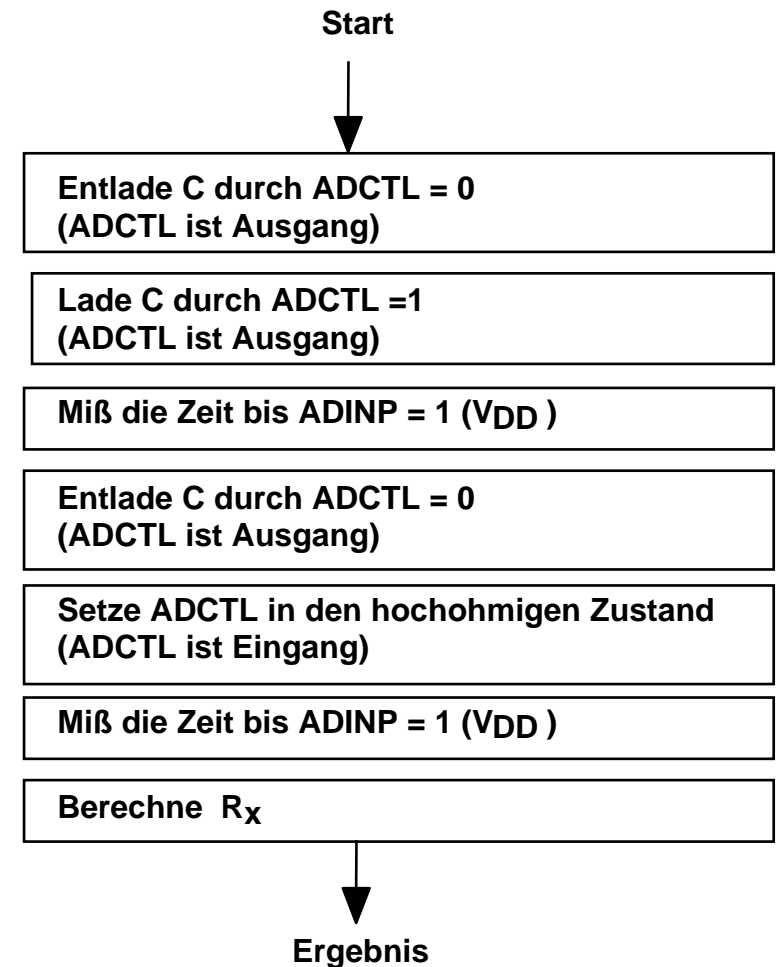 Start
Entlade C durch ADCTL = 0
(ADCTL ist Ausgang)
Lade C durch ADCTL =1
(ADCTL ist Ausgang)
Miß die Zeit bis ADINP = 1 (VDD )
Entlade C durch ADCTL = 0
(ADCTL ist Ausgang)
Setze ADCTL in den hochohmigen Zustand
(ADCTL ist Eingang)
Miß die Zeit bis ADINP = 1 (VDD )
Berechne Rx
Ergebnis